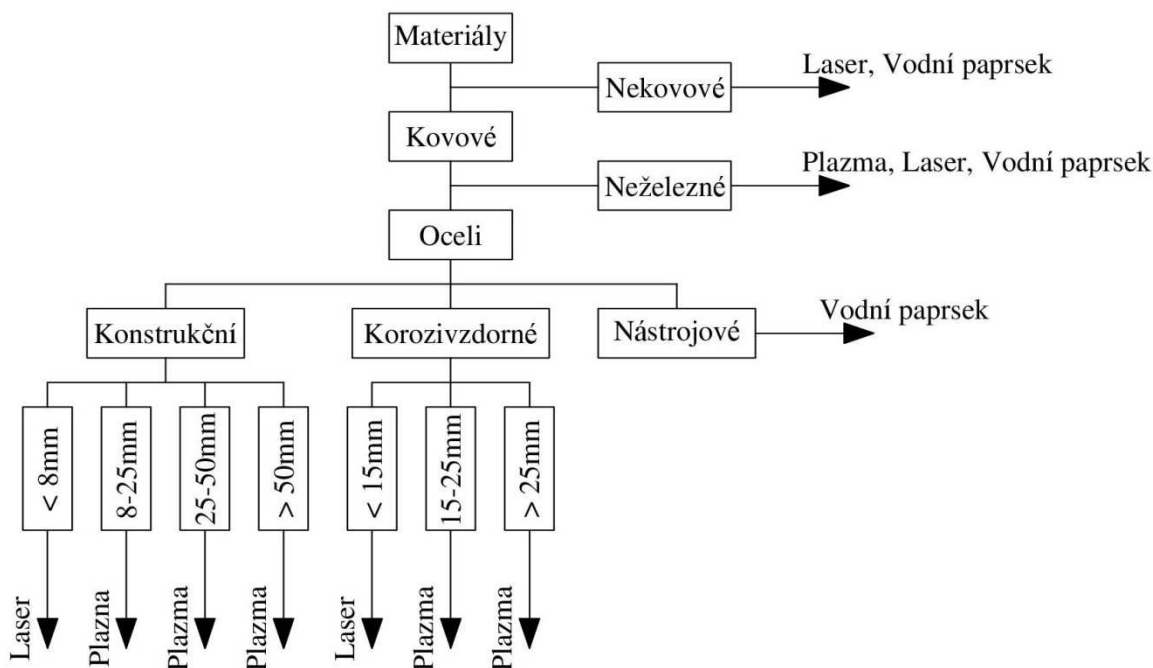 Materiály
Laser, Vodní paprsek
Nekovové
Kovové
Plazma, Laser, Vodní paprsek
Neželezné
Oceli
Vodní paprsek
Konstrukční
Korozivzdorné
Nástrojové
< 8mm
8-25mm
25-50mm
> 50mm
< 15mm
15-25mm
> 25mm
Laser
Plazna
Plazma
Plazma
Laser
Plazma
Plazma